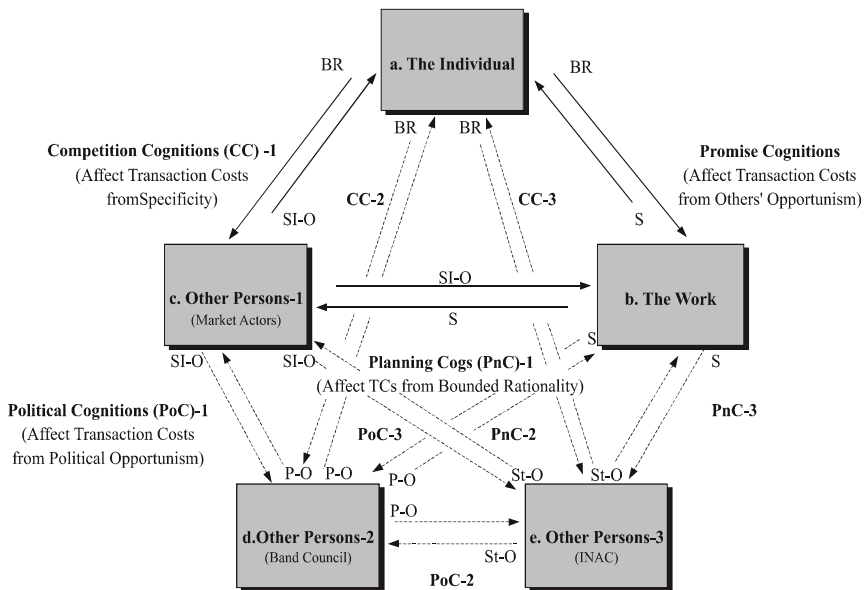 a. The Individual
BR
BR
BR
BR
Competition Cognitions (CC) -1
(Affect Transaction Costs
fromSpecificity)
Promise Cognitions
(Affect Transaction Costs
from Others' Opportunism)
CC-2
CC-3
SI-O
S
c. Other Persons-1
(Market Actors)
SI-O
S
b. The Work
SI-O
SI-O
S
S
Planning Cogs (PnC)-1
(Affect TCs from Bounded Rationality)
Political Cognitions (PoC)-1
(Affect Transaction Costs
from Political Opportunism)
PoC-3
PnC-2
PnC-3
P-O
P-O
P-O
St-O
St-O
d.Other Persons-2
(Band Council)
P-O
St-O
e. Other Persons-3
(INAC)
PoC-2